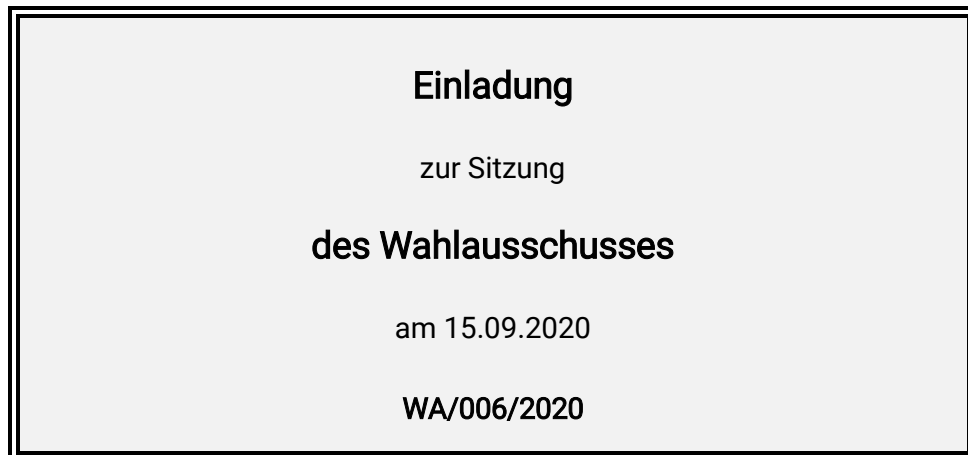 Einladung
zur Sitzung
des Wahlausschusses
am 15.09.2020
WA/006/2020